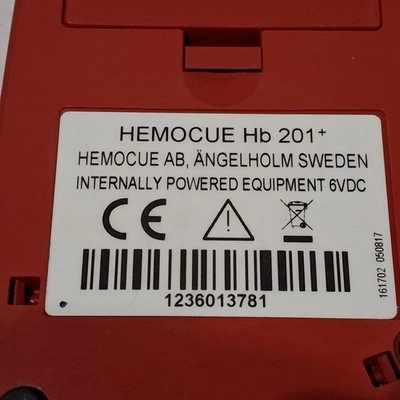 HEMOCUE Hb 201+
HEMOCUE AB, ÄNGELHOLM SWEDEN
INTERNALLY POWERED EQUIPMENT 6VDC
CE
1236013781
161702 050817